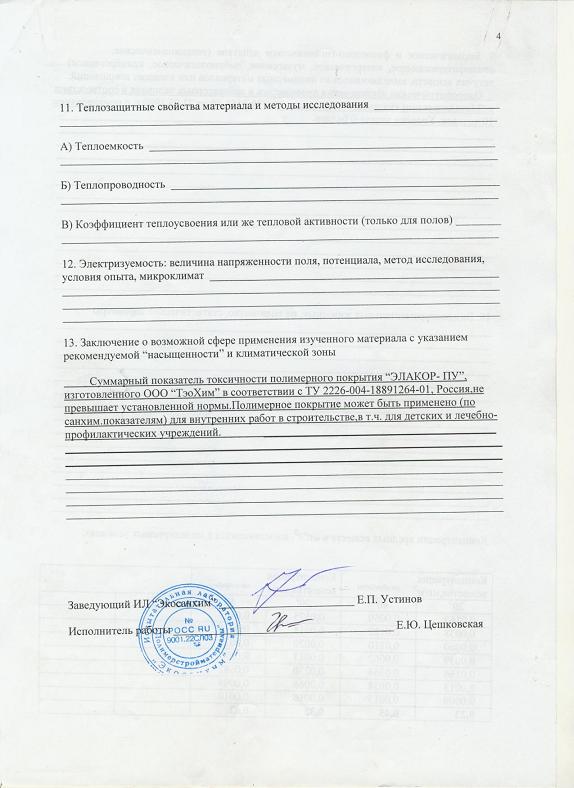 4
11. Теплозащитные свойства материала и методы исследования
А) Теплоемкость
Б) Теплопроводность
В) Коэффициент теплоусвоения или же тепловой активности (только для полов)
12. Электризуемость: величина напряженности поля, потенциала, метод исследования,
условия опыта, микроклимат
13. Заключение о возможной сфере применения изученного материала с указанием
рекомендуемой “насыщенности” и климатической зоны
Суммарный показатель токсичности полимерного покрытия “ЭЛАКОР- ПУ”,
изготовленного ООО “ТэоХим” в соответствии с ТУ 2226-004-18891264-01, Россия,не
превышает установленной нормы.Полимерное покрытие может быть применено (по
санхим.показателям) для внутренних работ в строительстве,в т.ч. для детских и лечебно-
профилактических учреждений.
Заведующий ИЛ “Экосанхим Е.П. Устинов
Исполнитель работы Е.Ю. Цешковская
Испытательная лаборатория
№
РОСС RU
9001.22СЛ03
Полимерстройматериалы
"Экосанхим"